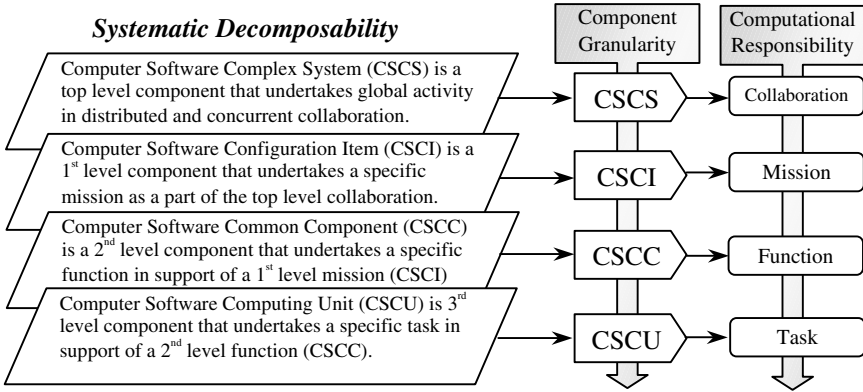 Systematic Decomposability
Component
Granularity
Computational
Responsibility
Computer Software Complex System (CSCS) is a
top level component that undertakes global activity
in distributed and concurrent collaboration.
CSCS
Collaboration
Computer Software Configuration Item (CSCI) is a
1st level component that undertakes a specific
mission as a part of the top level collaboration.
CSCI
Mission
Computer Software Common Component (CSCC)
is a 2nd level component that undertakes a specific
function in support of a 1st level mission (CSCI)
CSCC
Function
Computer Software Computing Unit (CSCU) is 3rd
level component that undertakes a specific task in
support of a 2nd level function (CSCC).
CSCU
Task